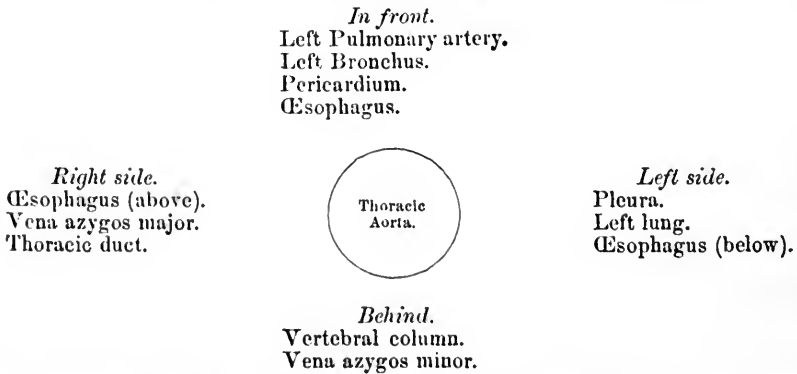 In front.
Left Pulmonary artery.
Left Bronchus.
Pericardium.
Œsophagus.
Right side.
Œsophagus (above).
Vena azygos major.
Thoracic duct.
Thoracic
Aorta.
Left side.
Pleura.
Left lung.
Œsophagus (below).
Behind.
Vertebral column.
Vena azygos minor.